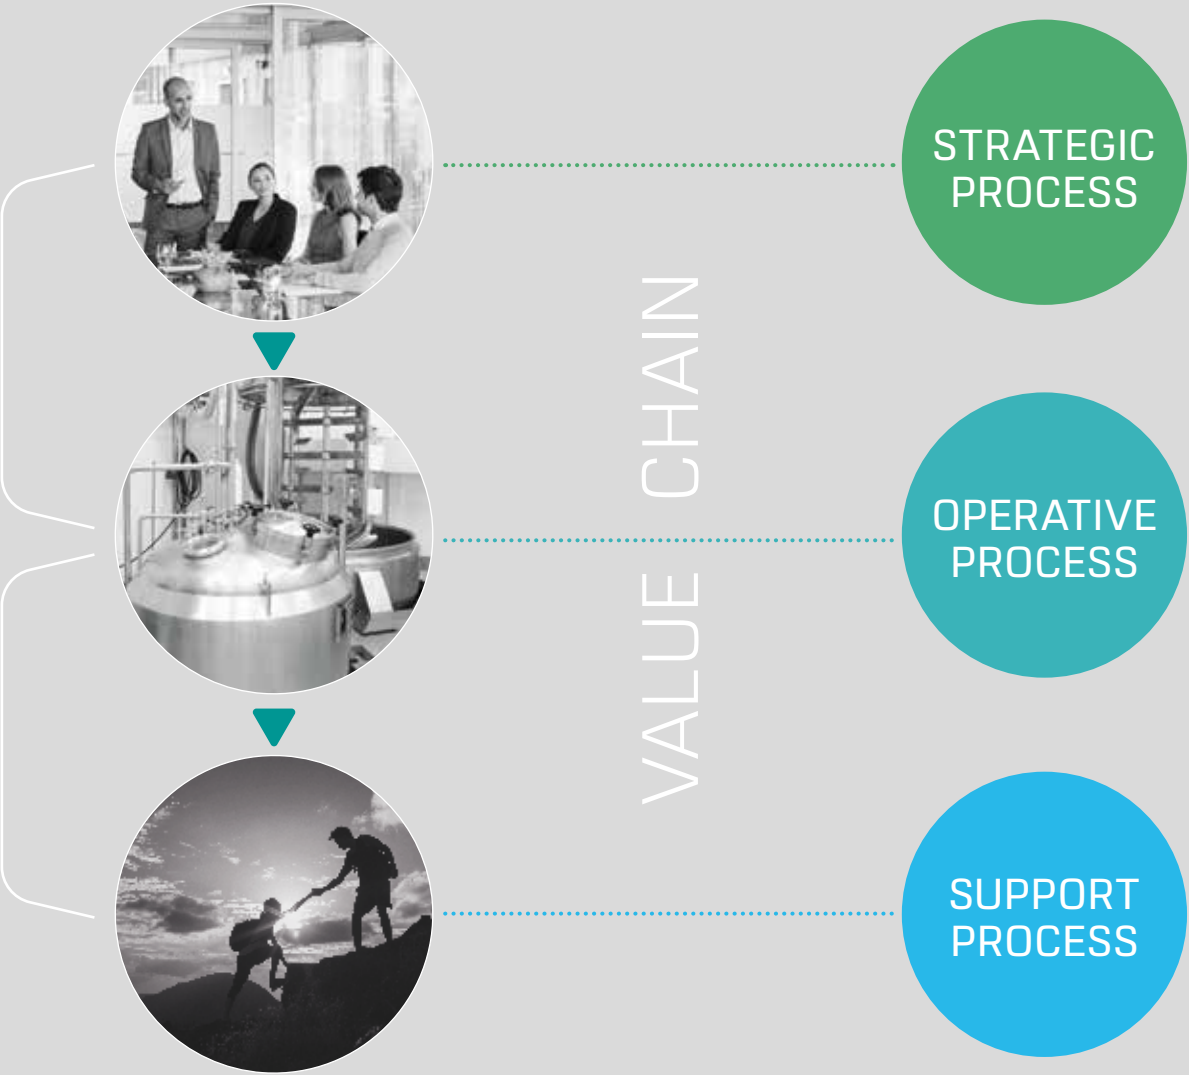 STRATEGIC
PROCESS
VALUE CHAIN
OPERATIVE
PROCESS
SUPPORT
PROCESS